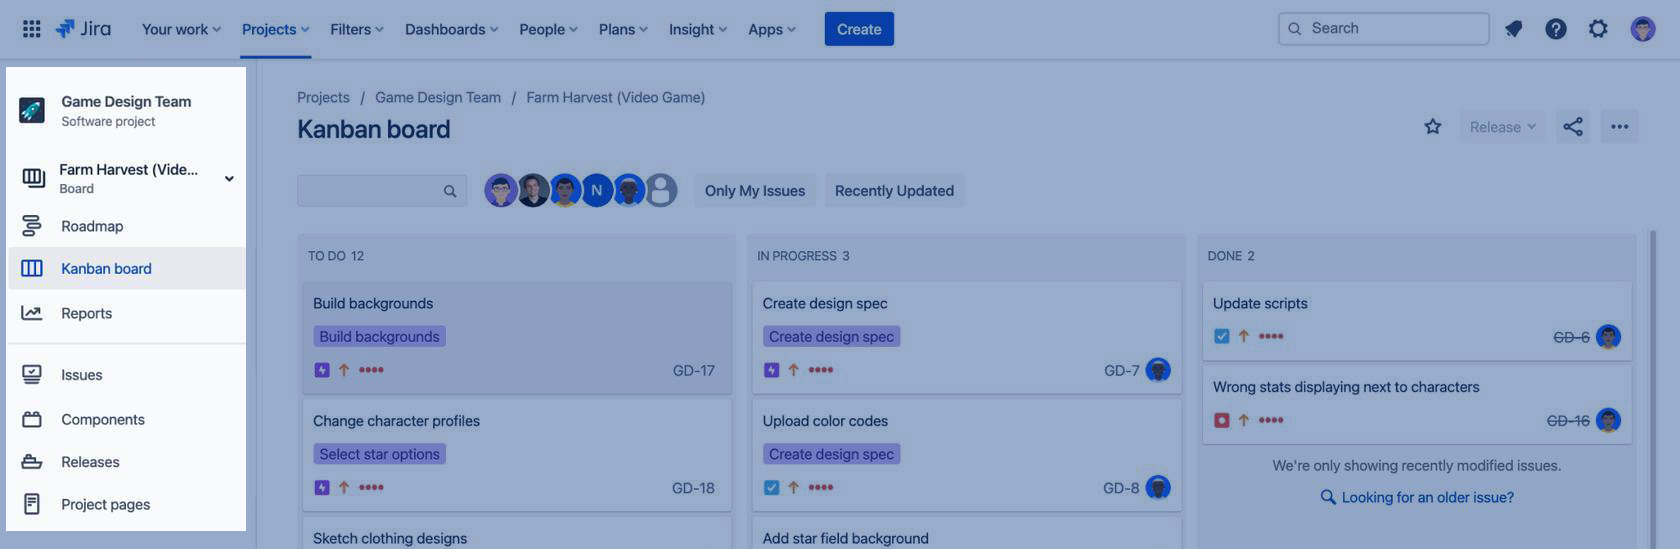 Jira Your work Projects Filters Dashboards People Plans Insight Apps Create Search
Game Design Team
Software project
Farm Harvest (Vide...
Board
Roadmap
Kanban board
Reports
Issues
Components
Releases
Project pages
Projects / Game Design Team / Farm Harvest (Video Game)
Kanban board
Release
N Only My Issues Recently Updated
TO DO 12
Build backgrounds
Build backgrounds
GD-17
Change character profiles
Select star options
GD-18
Sketch clothing designs
IN PROGRESS 3
Create design spec
Create design spec
GD-7
Upload color codes
Create design spec
GD-8
Add star field background
DONE 2
Update scripts
GD-6
Wrong stats displaying next to characters
GD-16
We're only showing recently modified issues.
Looking for an older issue?